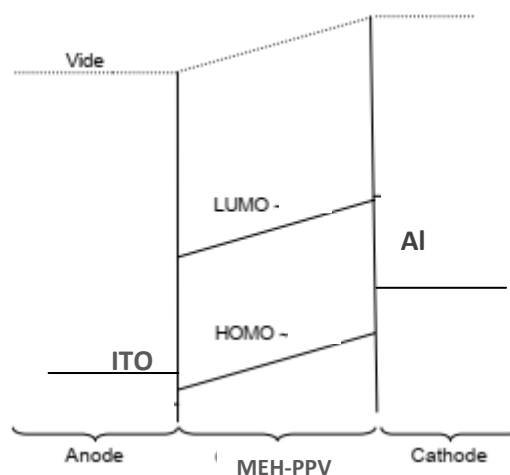 Vide
LUMO -
Al
HOMO ~
ITO
Anode
MEH-PPV
Cathode